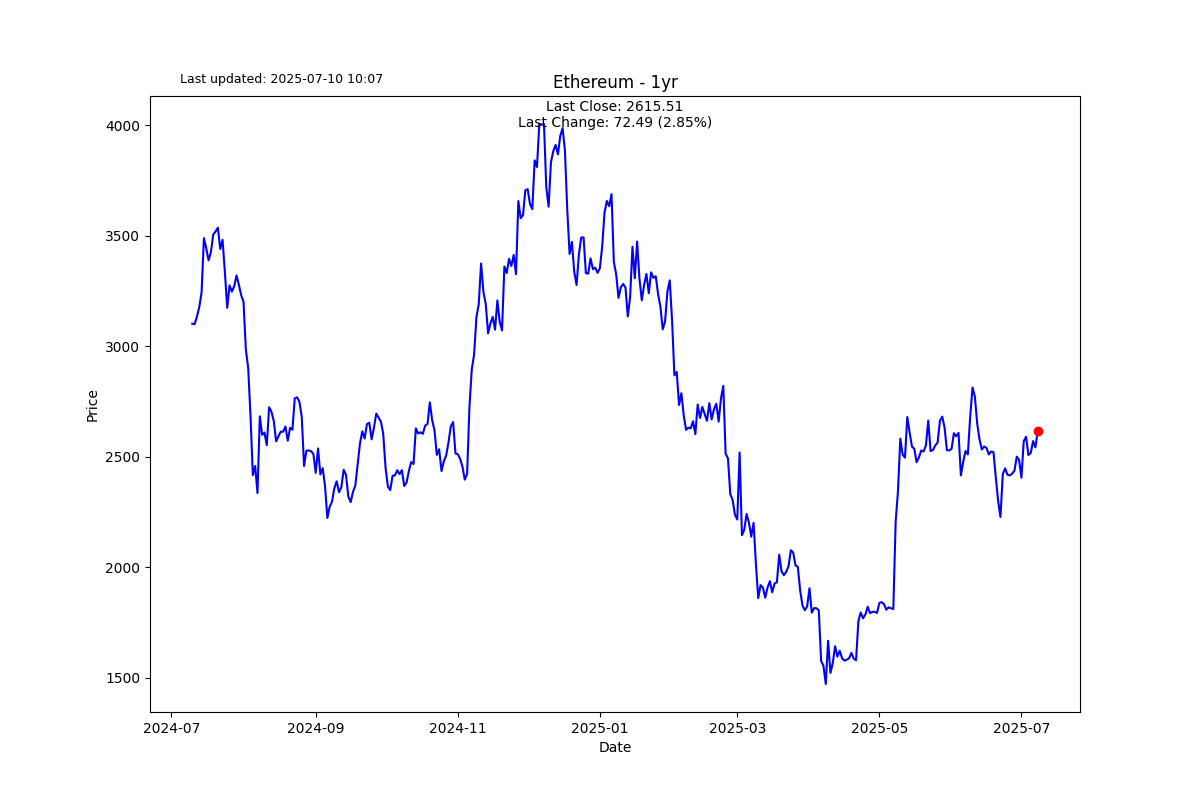 Last updated: 2025-07-10 10:07
Ethereum - 1yr
Last Close: 2615.51
Last Change: 72.49 (2.85%)
4000
3500
3000
2500
2000
1500
Price
2024-07
2024-09
2024-11
2025-01
2025-03
2025-05
2025-07
Date